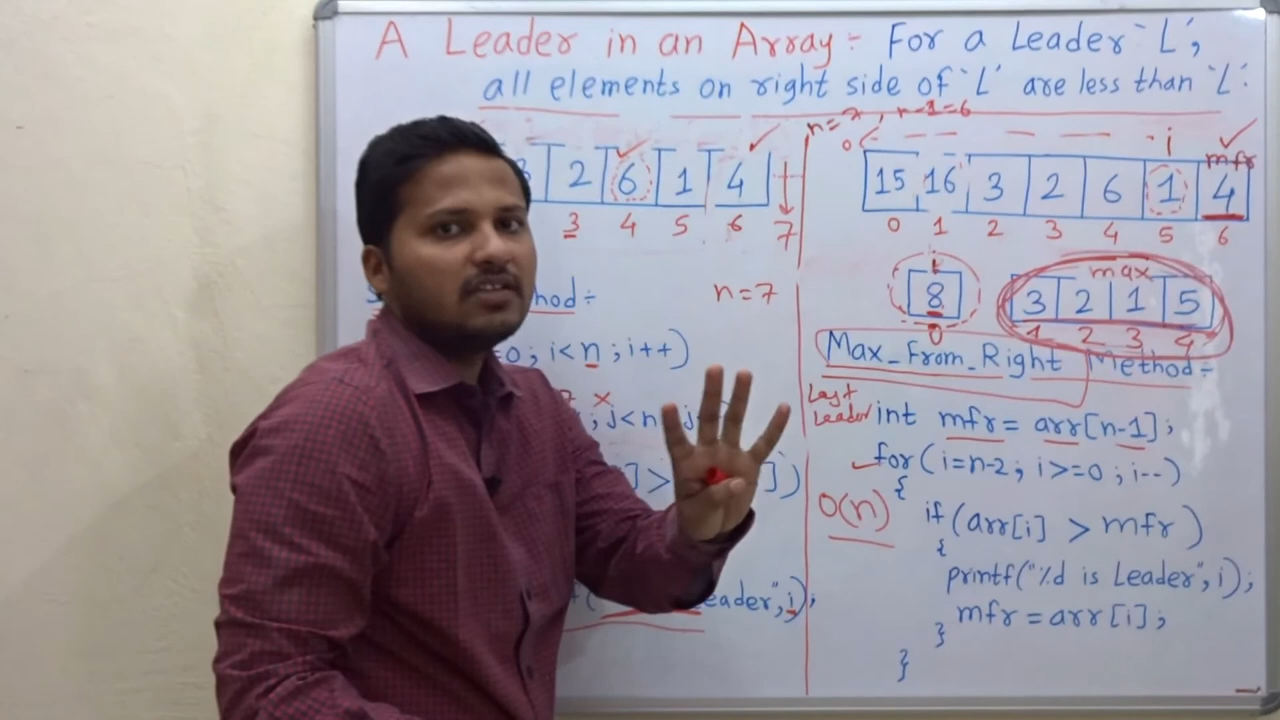 A Leader in an Array :- For a Leader 'L',
all elements on right side of 'L' are less than 'L'.
2 6 1 4
3 4 5 6 7
n=7
=0 ; i<n ; i++)
; j<n
eader", i);
n=7, n-1=6
0 i
mfr
15 16 3 2 6 1 4
0 1 2 3 4 5 6
max
8 3 2 1 5
0 1 2 3 4
Max_From_Right Method :-
Last
Leader
int mfr = arr[n-1];
for(i=n-2 ; i>=0 ; i--)
{
O(n)
if(arr[i] > mfr)
{
printf("%d is Leader", i);
mfr = arr[i];
}
}